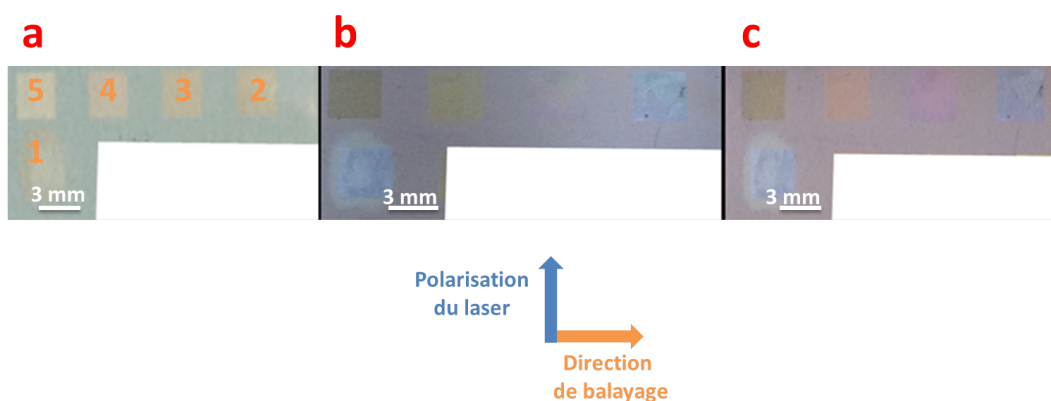 a
b
c
5 4 3 2
1
3 mm
3 mm
3 mm
Polarisation
du laser
Direction
de balayage